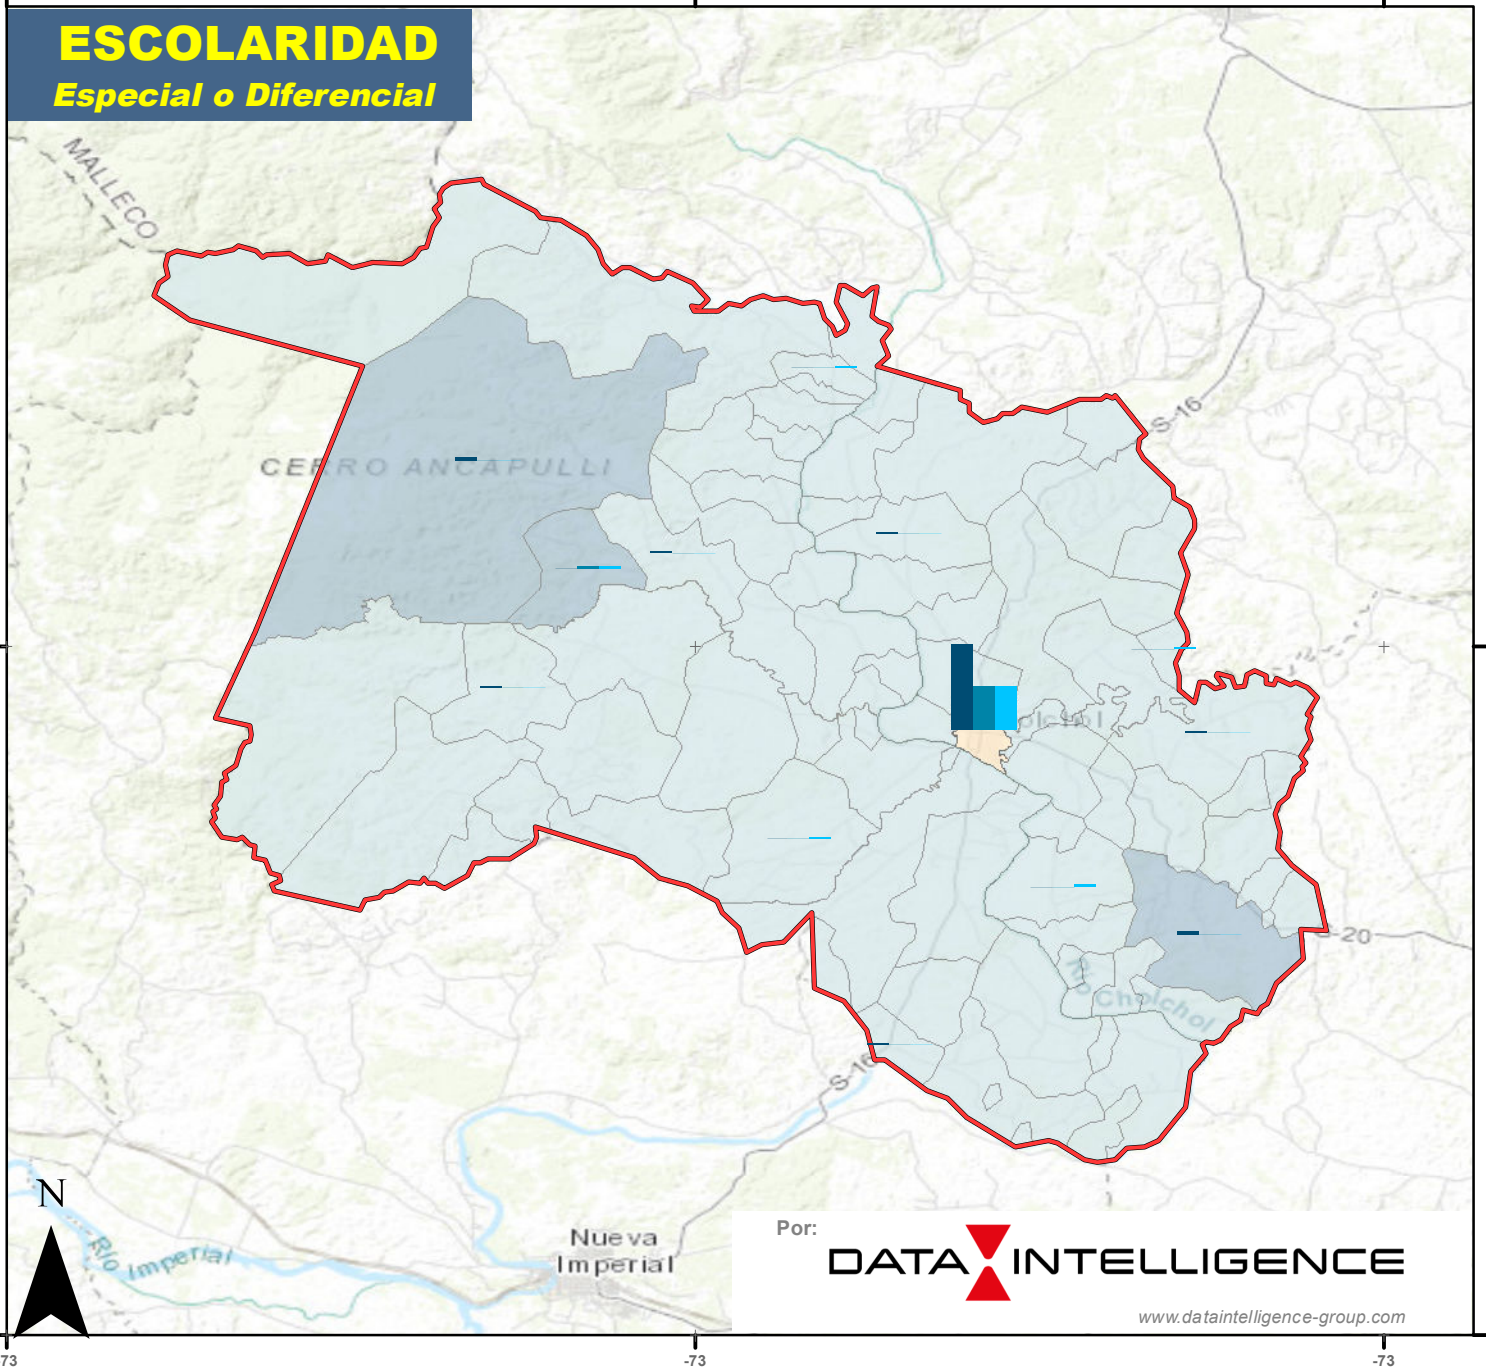 ESCOLARIDAD
Especial o Diferencial
MALLECO
S-16
CERRO ANCAPULLI
olchol
S-20
Río Cholchol
S-16
N
Río Imperial
Nueva
Imperial
Por:
DATA INTELLIGENCE
www.dataintelligence-group.com
-73
-73
-73